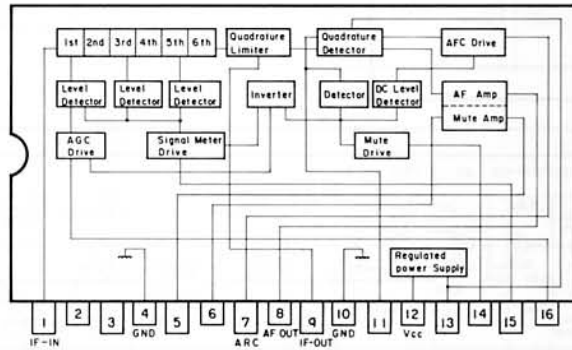 1st 2nd 3rd 4th 5th 6th
Quadrature Limiter
Quadrature Detector
AFC Drive
Level Detector
Level Detector
Level Detector
Inverter
Detector
DC Level Detector
AF Amp
Mute Amp
AGC Drive
Signal Meter Drive
Mute Drive
Regulated power Supply
1 2 3 4 5 6 7 8 9 10 11 12 13 14 15 16
IF-IN GND ARC AF OUT IF-OUT GND Vcc